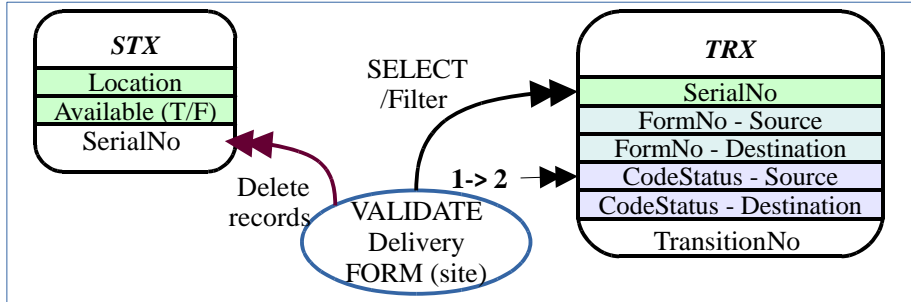 STX
Location
Available (T/F)
SerialNo
Delete
records
SELECT
/Filter
1-> 2
VALIDATE
Delivery
FORM (site)
TRX
SerialNo
FormNo - Source
FormNo - Destination
CodeStatus - Source
CodeStatus - Destination
TransitionNo